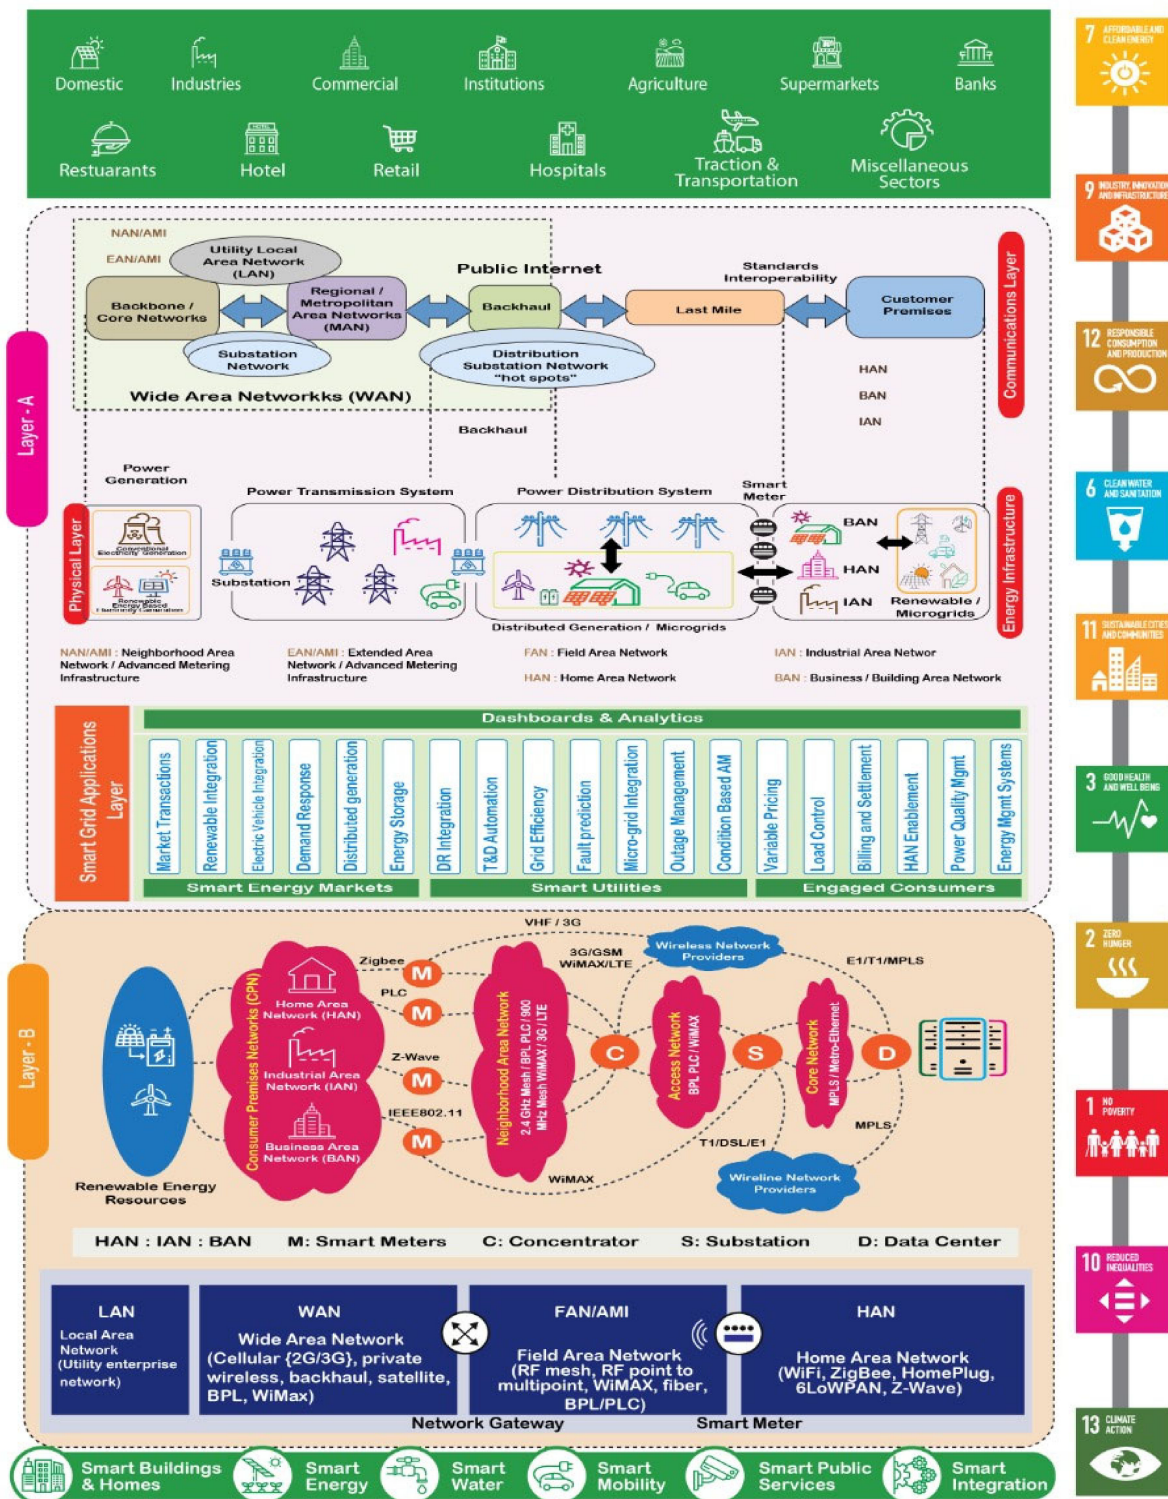 Domestic
Industries
Commercial
Institutions
Agriculture
Supermarkets
Banks
Restuarants
Hotel
Retail
Hospitals
Traction &
Transportation
Miscellaneous
Sectors
Layer - A
NAN/AMI
EAN/AMI
Utility Local
Area Network
(LAN)
Backbone /
Core Networks
Regional /
Metropolitan
Area Networks
(MAN)
Public Internet
Backhaul
Last Mile
Standards
Interoperability
Customer
Premises
Communications Layer
Substation
Network
Distribution
Substation Network
"hot spots"
Wide Area Networkks (WAN)
HAN
BAN
IAN
Backhaul
Power
Generation
Power Transmission System
Power Distribution System
Smart
Meter
Physical Layer
Conventional
Electricity Generation
Renewable
Energy Based
Substation
BAN
HAN
IAN
Renewable /
Microgrids
Energy Infrastructure
Distributed Generation / Microgrids
NAN/AMI : Neighborhood Area
Network / Advanced Metering
Infrastructure
EAN/AMI : Extended Area
Network / Advanced Metering
Infrastructure
FAN : Field Area Network
HAN : Home Area Network
IAN : Industrial Area Networ
BAN : Business / Building Area Network
Smart Grid Applications
Layer
Dashboards & Analytics
Market Transactions
Renewable Integration
Electric Vehicle Integration
Demand Response
Distributed generation
Energy Storage
DR Integration
T&D Automation
Grid Efficiency
Fault prediction
Micro-grid Integration
Outage Management
Condition Based AM
Variable Pricing
Load Control
Billing and Settlement
HAN Enablement
Power Quality Mgmt
Energy Mgmt Systems
Smart Energy Markets
Smart Utilities
Engaged Consumers
Layer - B
VHF / 3G
Zigbee
PLC
Z-Wave
IEEE802.11
M
M
M
M
3G/GSM
WiMAX/LTE
Wireless Network
Providers
E1/T1/MPLS
Consumer Premises Networks (CPN)
Home Area
Network (HAN)
Industrial Area
Network (IAN)
Business Area
Network (BAN)
Neighborhood Area Network
2.4 GHz Mesh / BPL PLC / 900
MHz Mesh WiMAX / 3G / LTE
C
Access Network
BPL PLC / WiMAX
S
Core Network
MPLS / Metro-Ethernet
D
T1/DSL/E1
MPLS
WiMAX
Wireline Network
Providers
Renewable Energy
Resources
HAN : IAN : BAN
M: Smart Meters
C: Concentrator
S: Substation
D: Data Center
LAN
Local Area
Network
(Utility enterprise
network)
WAN
Wide Area Network
(Cellular {2G/3G}, private
wireless, backhaul, satellite,
BPL, WiMax)
FAN/AMI
Field Area Network
(RF mesh, RF point to
multipoint, WiMAX, fiber,
BPL/PLC)
HAN
Home Area Network
(WiFi, ZigBee, HomePlug,
6LoWPAN, Z-Wave)
Network Gateway
Smart Meter
Smart Buildings
& Homes
Smart
Energy
Smart
Water
Smart
Mobility
Smart Public
Services
Smart
Integration
7 AFFORDABLE AND
CLEAN ENERGY
9 INDUSTRY, INNOVATION
AND INFRASTRUCTURE
12 RESPONSIBLE
CONSUMPTION
AND PRODUCTION
6 CLEAN WATER
AND SANITATION
11 SUSTAINABLE CITIES
AND COMMUNITIES
3 GOOD HEALTH
AND WELL BEING
2 ZERO
HUNGER
1 NO
POVERTY
10 REDUCED
INEQUALITIES
13 CLIMATE
ACTION